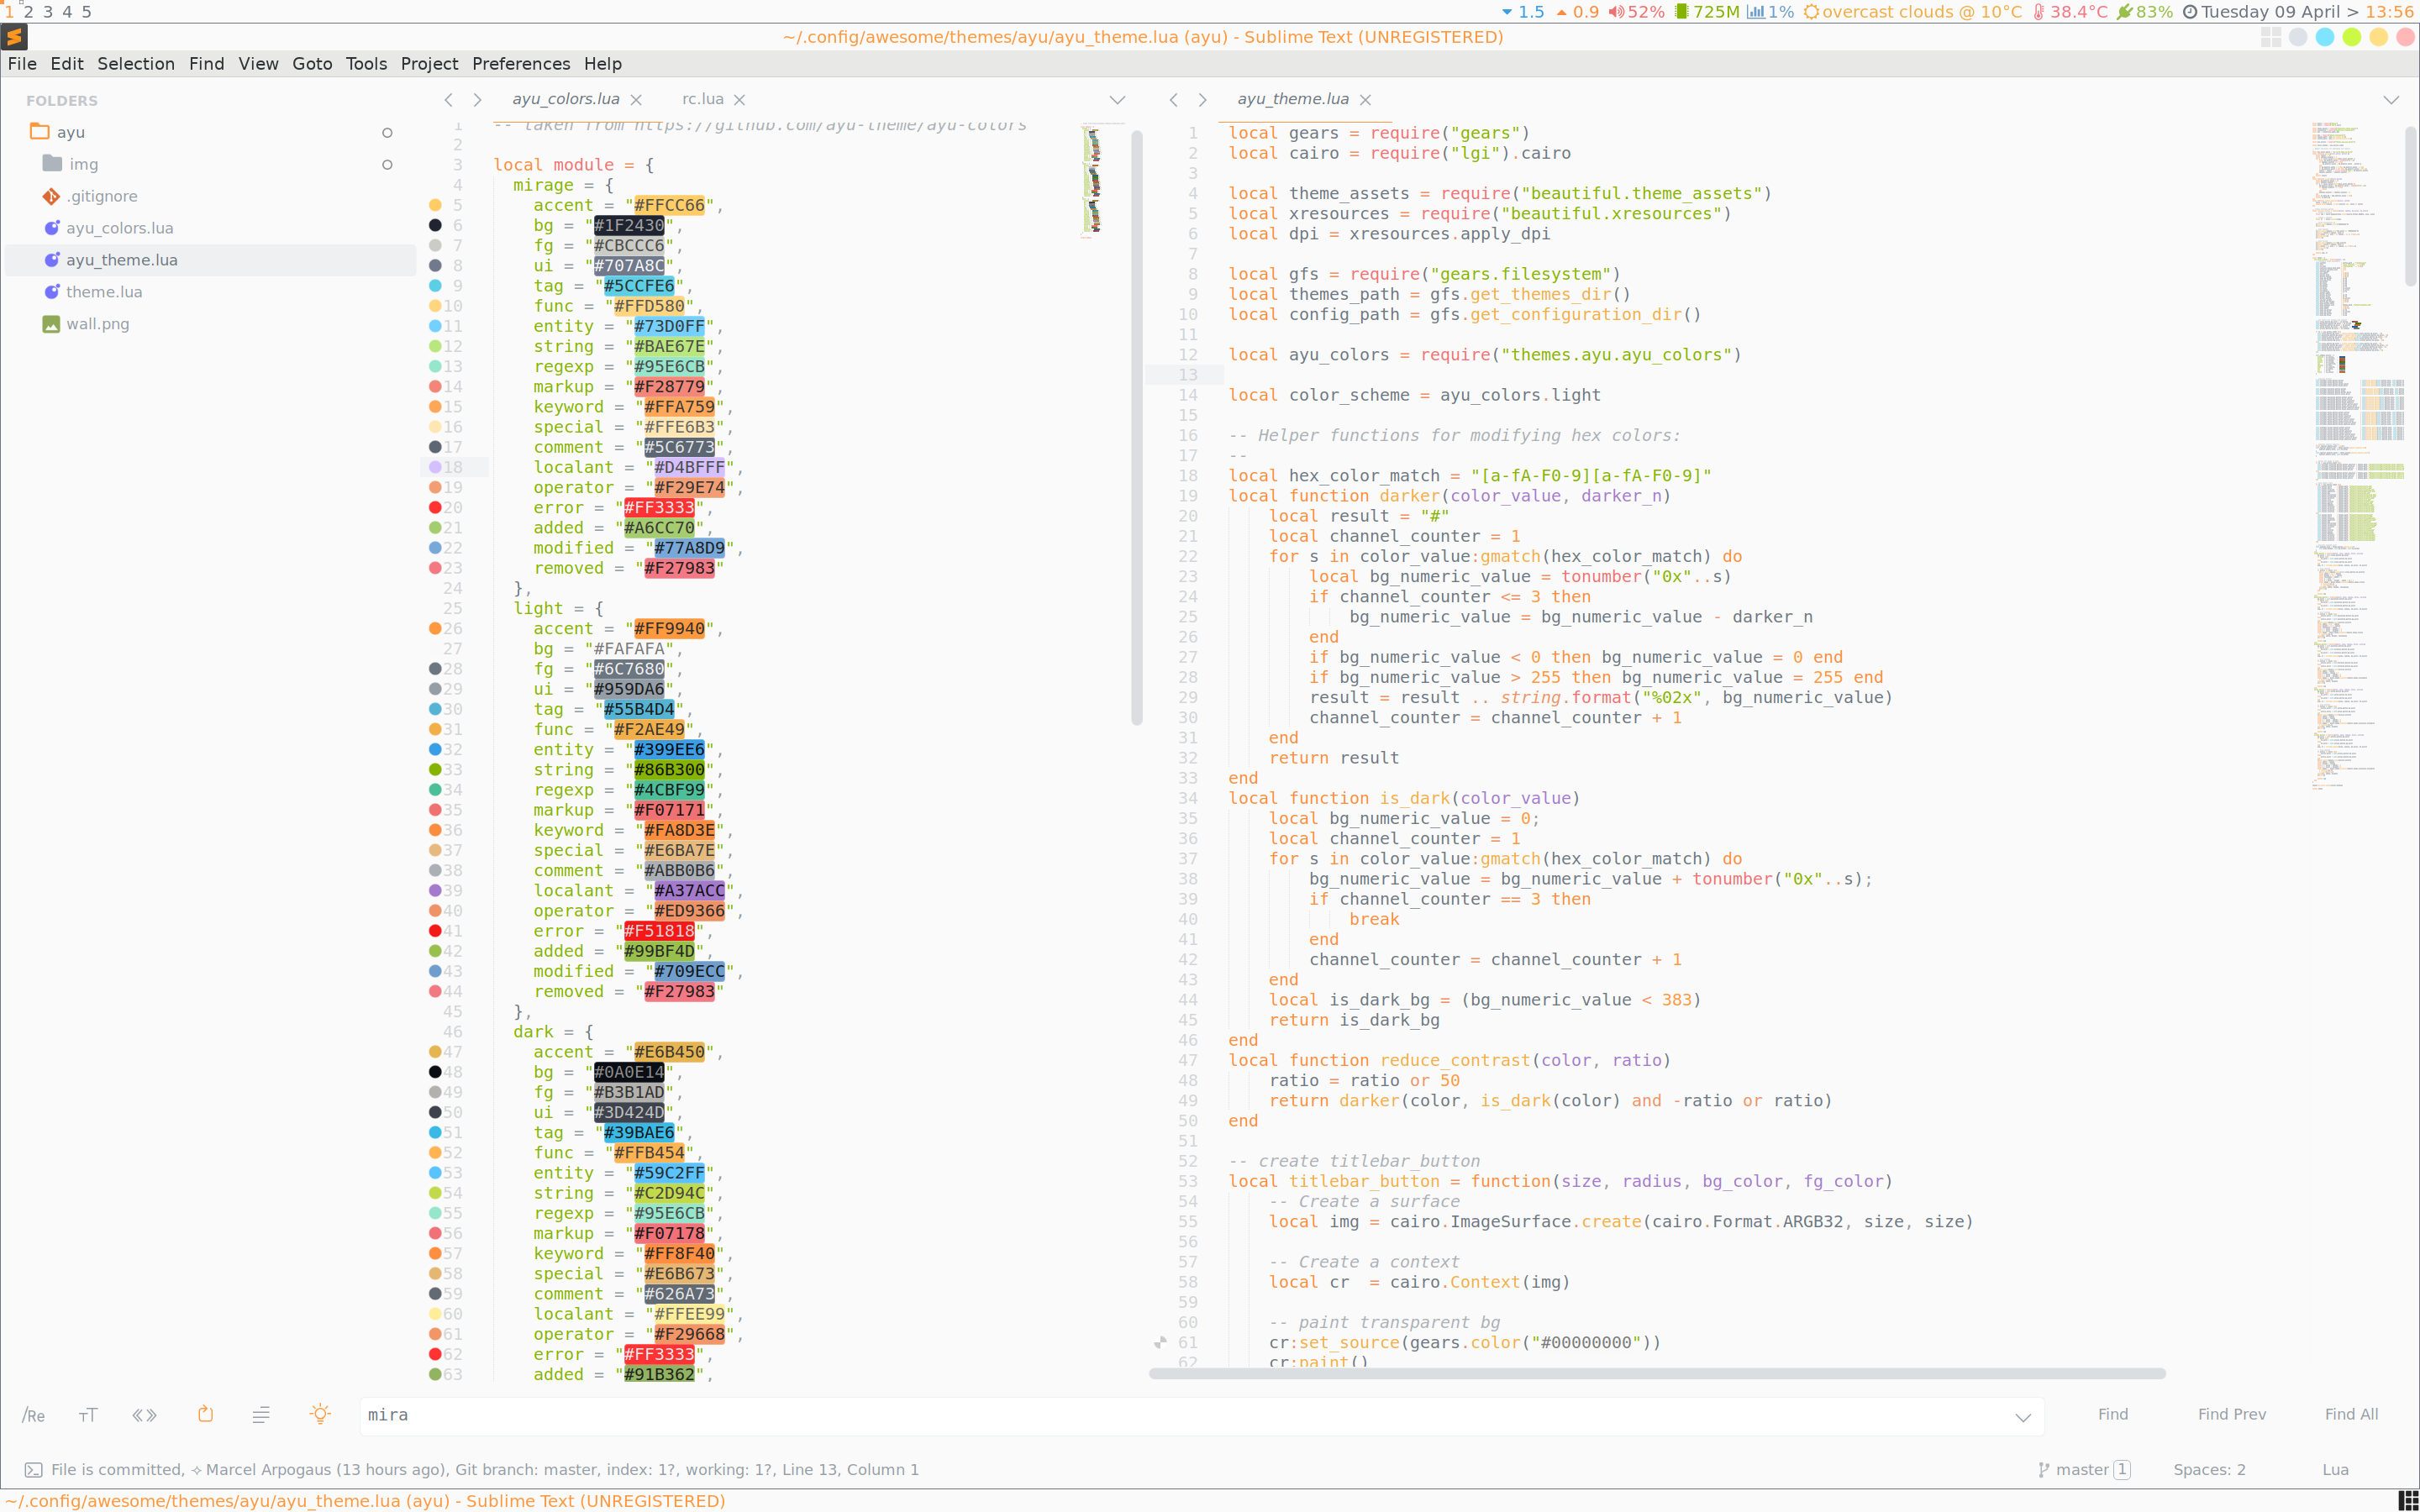 1 2 3 4 5
1.5 0.9 52% 725M 1% overcast clouds @ 10°C 38.4°C 83% Tuesday 09 April > 13:56
~/.config/awesome/themes/ayu/ayu_theme.lua (ayu) - Sublime Text (UNREGISTERED)
File Edit Selection Find View Goto Tools Project Preferences Help
FOLDERS
ayu
img
.gitignore
ayu_colors.lua
ayu_theme.lua
theme.lua
wall.png
ayu_colors.lua rc.lua
1 -- taken from https://github.com/ayu-theme/ayu-colors
2
3 local module = {
4 mirage = {
5 accent = "#FFCC66",
6 bg = "#1F2430",
7 fg = "#CBCCC6",
8 ui = "#707A8C",
9 tag = "#5CCFE6",
10 func = "#FFD580",
11 entity = "#73D0FF",
12 string = "#BAE67E",
13 regexp = "#95E6CB",
14 markup = "#F28779",
15 keyword = "#FFA759",
16 special = "#FFE6B3",
17 comment = "#5C6773",
18 localant = "#D4BFFF",
19 operator = "#F29E74",
20 error = "#FF3333",
21 added = "#A6CC70",
22 modified = "#77A8D9",
23 removed = "#F27983"
24 },
25 light = {
26 accent = "#FF9940",
27 bg = "#FAFAFA",
28 fg = "#6C7680",
29 ui = "#959DA6",
30 tag = "#55B4D4",
31 func = "#F2AE49",
32 entity = "#399EE6",
33 string = "#86B300",
34 regexp = "#4CBF99",
35 markup = "#F07171",
36 keyword = "#FA8D3E",
37 special = "#E6BA7E",
38 comment = "#ABB0B6",
39 localant = "#A37ACC",
40 operator = "#ED9366",
41 error = "#F51818",
42 added = "#99BF4D",
43 modified = "#709ECC",
44 removed = "#F27983"
45 },
46 dark = {
47 accent = "#E6B450",
48 bg = "#0A0E14",
49 fg = "#B3B1AD",
50 ui = "#3D424D",
51 tag = "#39BAE6",
52 func = "#FFB454",
53 entity = "#59C2FF",
54 string = "#C2D94C",
55 regexp = "#95E6CB",
56 markup = "#F07178",
57 keyword = "#FF8F40",
58 special = "#E6B673",
59 comment = "#626A73",
60 localant = "#FFEE99",
61 operator = "#F29668",
62 error = "#FF3333",
63 added = "#91B362",
ayu_theme.lua
1 local gears = require("gears")
2 local cairo = require("lgi").cairo
3
4 local theme_assets = require("beautiful.theme_assets")
5 local xresources = require("beautiful.xresources")
6 local dpi = xresources.apply_dpi
7
8 local gfs = require("gears.filesystem")
9 local themes_path = gfs.get_themes_dir()
10 local config_path = gfs.get_configuration_dir()
11
12 local ayu_colors = require("themes.ayu.ayu_colors")
13
14 local color_scheme = ayu_colors.light
15
16 -- Helper functions for modifying hex colors:
17 --
18 local hex_color_match = "[a-fA-F0-9][a-fA-F0-9]"
19 local function darker(color_value, darker_n)
20 local result = "#"
21 local channel_counter = 1
22 for s in color_value:gmatch(hex_color_match) do
23 local bg_numeric_value = tonumber("0x"..s)
24 if channel_counter <= 3 then
25 bg_numeric_value = bg_numeric_value - darker_n
26 end
27 if bg_numeric_value < 0 then bg_numeric_value = 0 end
28 if bg_numeric_value > 255 then bg_numeric_value = 255 end
29 result = result .. string.format("%02x", bg_numeric_value)
30 channel_counter = channel_counter + 1
31 end
32 return result
33 end
34 local function is_dark(color_value)
35 local bg_numeric_value = 0;
36 local channel_counter = 1
37 for s in color_value:gmatch(hex_color_match) do
38 bg_numeric_value = bg_numeric_value + tonumber("0x"..s);
39 if channel_counter == 3 then
40 break
41 end
42 channel_counter = channel_counter + 1
43 end
44 local is_dark_bg = (bg_numeric_value < 383)
45 return is_dark_bg
46 end
47 local function reduce_contrast(color, ratio)
48 ratio = ratio or 50
49 return darker(color, is_dark(color) and -ratio or ratio)
50 end
51
52 -- create titlebar_button
53 local titlebar_button = function(size, radius, bg_color, fg_color)
54 -- Create a surface
55 local img = cairo.ImageSurface.create(cairo.Format.ARGB32, size, size)
56
57 -- Create a context
58 local cr  = cairo.Context(img)
59
60 -- paint transparent bg
61 cr:set_source(gears.color("#00000000"))
62 cr:paint()
/Re TT mira Find Find Prev Find All
File is committed, Marcel Arpogaus (13 hours ago), Git branch: master, index: 1?, working: 1?, Line 13, Column 1 master 1 Spaces: 2 Lua
~/.config/awesome/themes/ayu/ayu_theme.lua (ayu) - Sublime Text (UNREGISTERED)